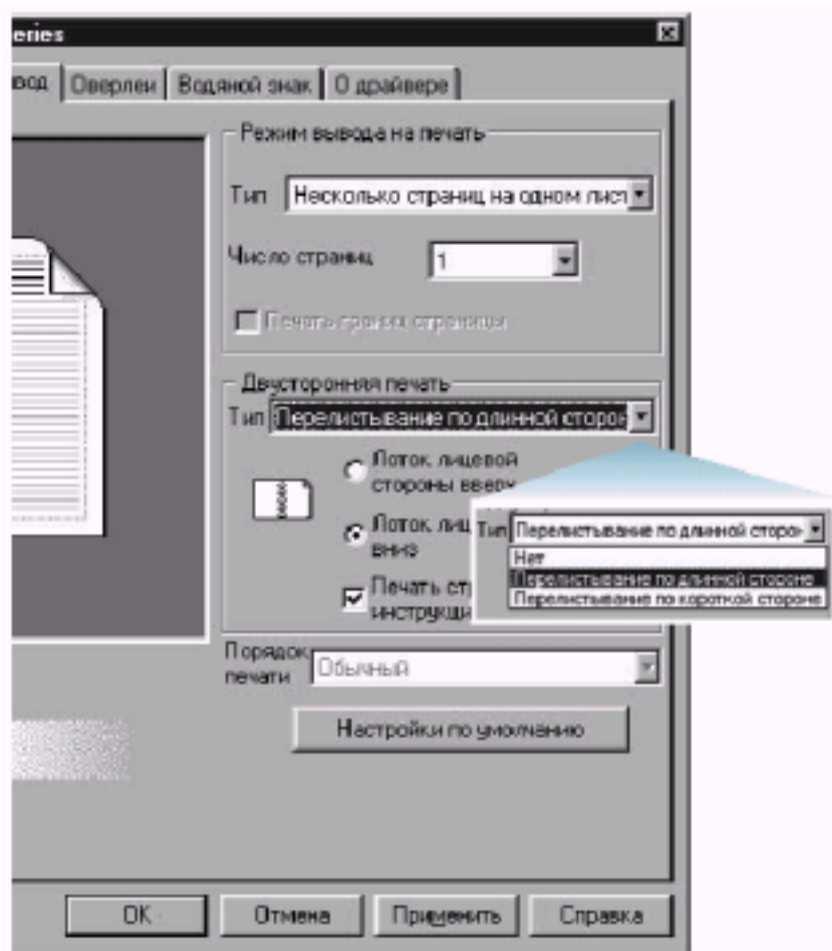 eries
вод Оверлеи Водяной знак О драйвере
Режим вывода на печать
Тип Несколько страниц на одном лист
Число страниц 1
Печать границ страницы
Двусторонняя печать
Тип Перелистывание по длинной сторон
Лоток лицевой
стороны вверх
Лоток лиц
вниз
Печать ст
инструкци
Тип Перелистывание по длинной сторон
Нет
Перелистывание по длинной стороне
Перелистывание по короткой стороне
Порядок
печати Обычный
Настройки по умолчанию
OK Отмена Применить Справка